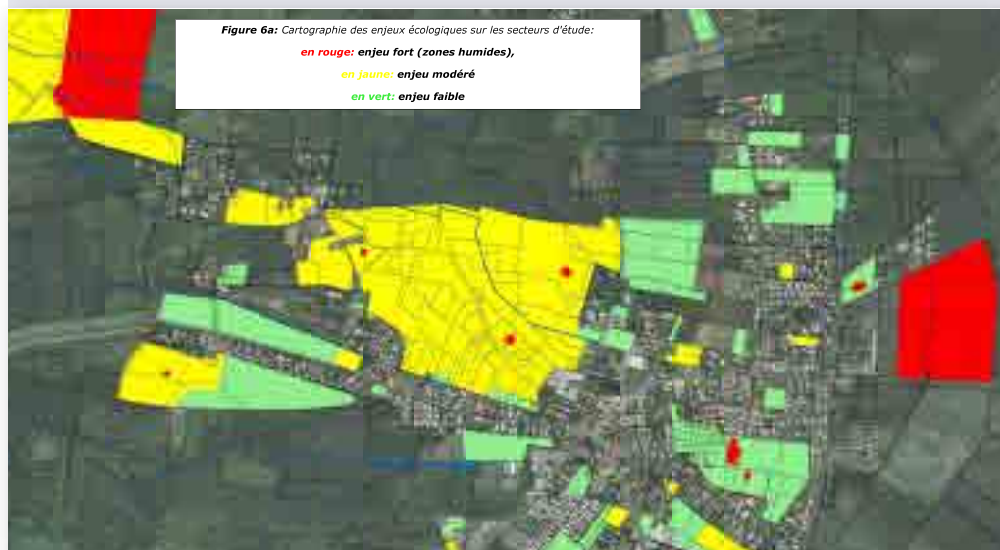 Figure 6a: Cartographie des enjeux écologiques sur les secteurs d'étude:
en rouge: enjeu fort (zones humides),
en jaune: enjeu modéré
en vert: enjeu faible